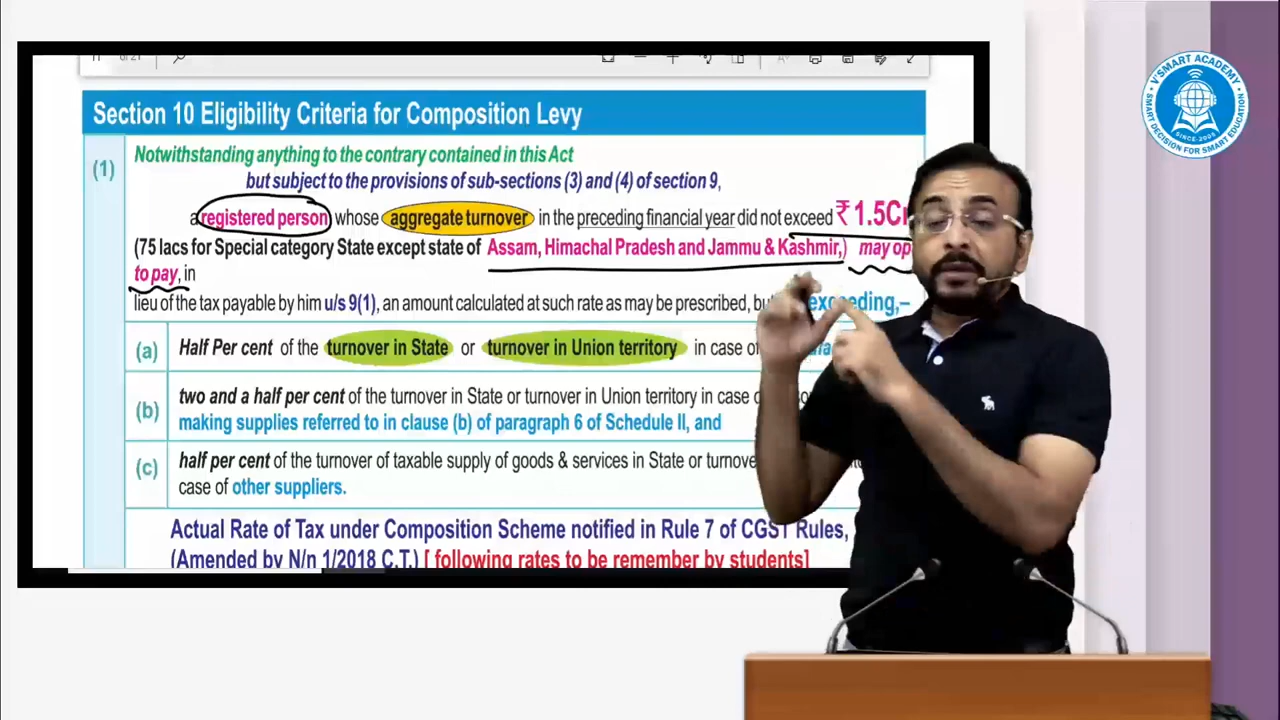 Section 10 Eligibility Criteria for Composition Levy
(1) Notwithstanding anything to the contrary contained in this Act
but subject to the provisions of sub-sections (3) and (4) of section 9,
a registered person whose aggregate turnover in the preceding financial year did not exceed ₹ 1.5Cr
(75 lacs for Special category State except state of Assam, Himachal Pradesh and Jammu & Kashmir,) may op
to pay, in
lieu of the tax payable by him u/s 9(1), an amount calculated at such rate as may be prescribed, but exceeding,–
(a) Half Per cent of the turnover in State or turnover in Union territory in case of
(b) two and a half per cent of the turnover in State or turnover in Union territory in case
making supplies referred to in clause (b) of paragraph 6 of Schedule II, and
(c) half per cent of the turnover of taxable supply of goods & services in State or turnove
case of other suppliers.
Actual Rate of Tax under Composition Scheme notified in Rule 7 of CGST Rules,
(Amended by N/n 1/2018 C.T.) [ following rates to be remember by students]
V'SMART ACADEMY
SINCE-2005
SMART DECISION FOR SMART EDUCATION